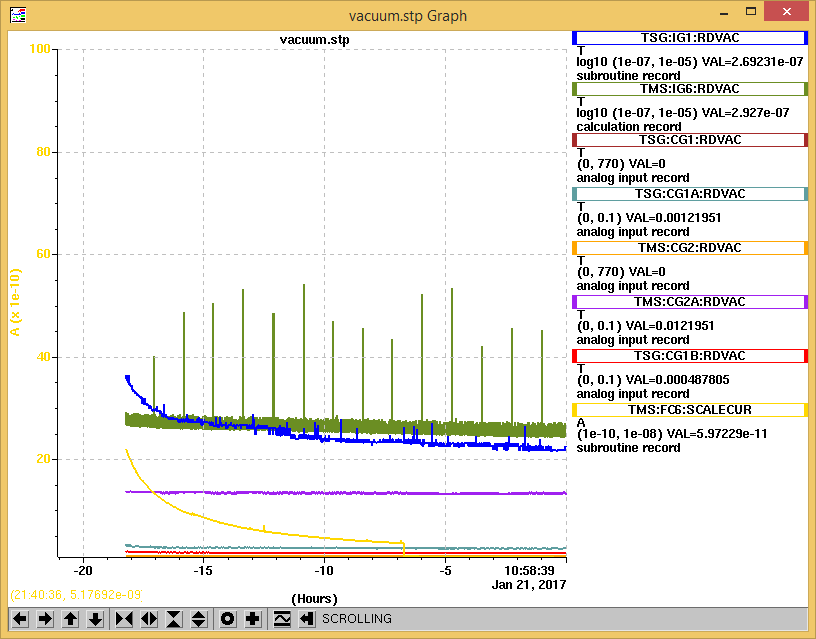 vacuum.stp Graph
vacuum.stp
100
80
60
40
20
A (x 1e-10)
-20 -15 -10 -5 10:58:39
Jan 21, 2017
(Hours)
(21:40:36, 5.17692e-09
TSG:IG1:RDVAC
T
log10 (1e-07, 1e-05) VAL=2.69231e-07
subroutine record
TMS:IG6:RDVAC
T
log10 (1e-07, 1e-05) VAL=2.927e-07
calculation record
TSG:CG1:RDVAC
T
(0, 770) VAL=0
analog input record
TSG:CG1A:RDVAC
T
(0, 0.1) VAL=0.00121951
analog input record
TMS:CG2:RDVAC
T
(0, 770) VAL=0
analog input record
TMS:CG2A:RDVAC
T
(0, 0.1) VAL=0.0121951
analog input record
TSG:CG1B:RDVAC
T
(0, 0.1) VAL=0.000487805
analog input record
TMS:FC6:SCALECUR
A
(1e-10, 1e-08) VAL=5.97229e-11
subroutine record
SCROLLING